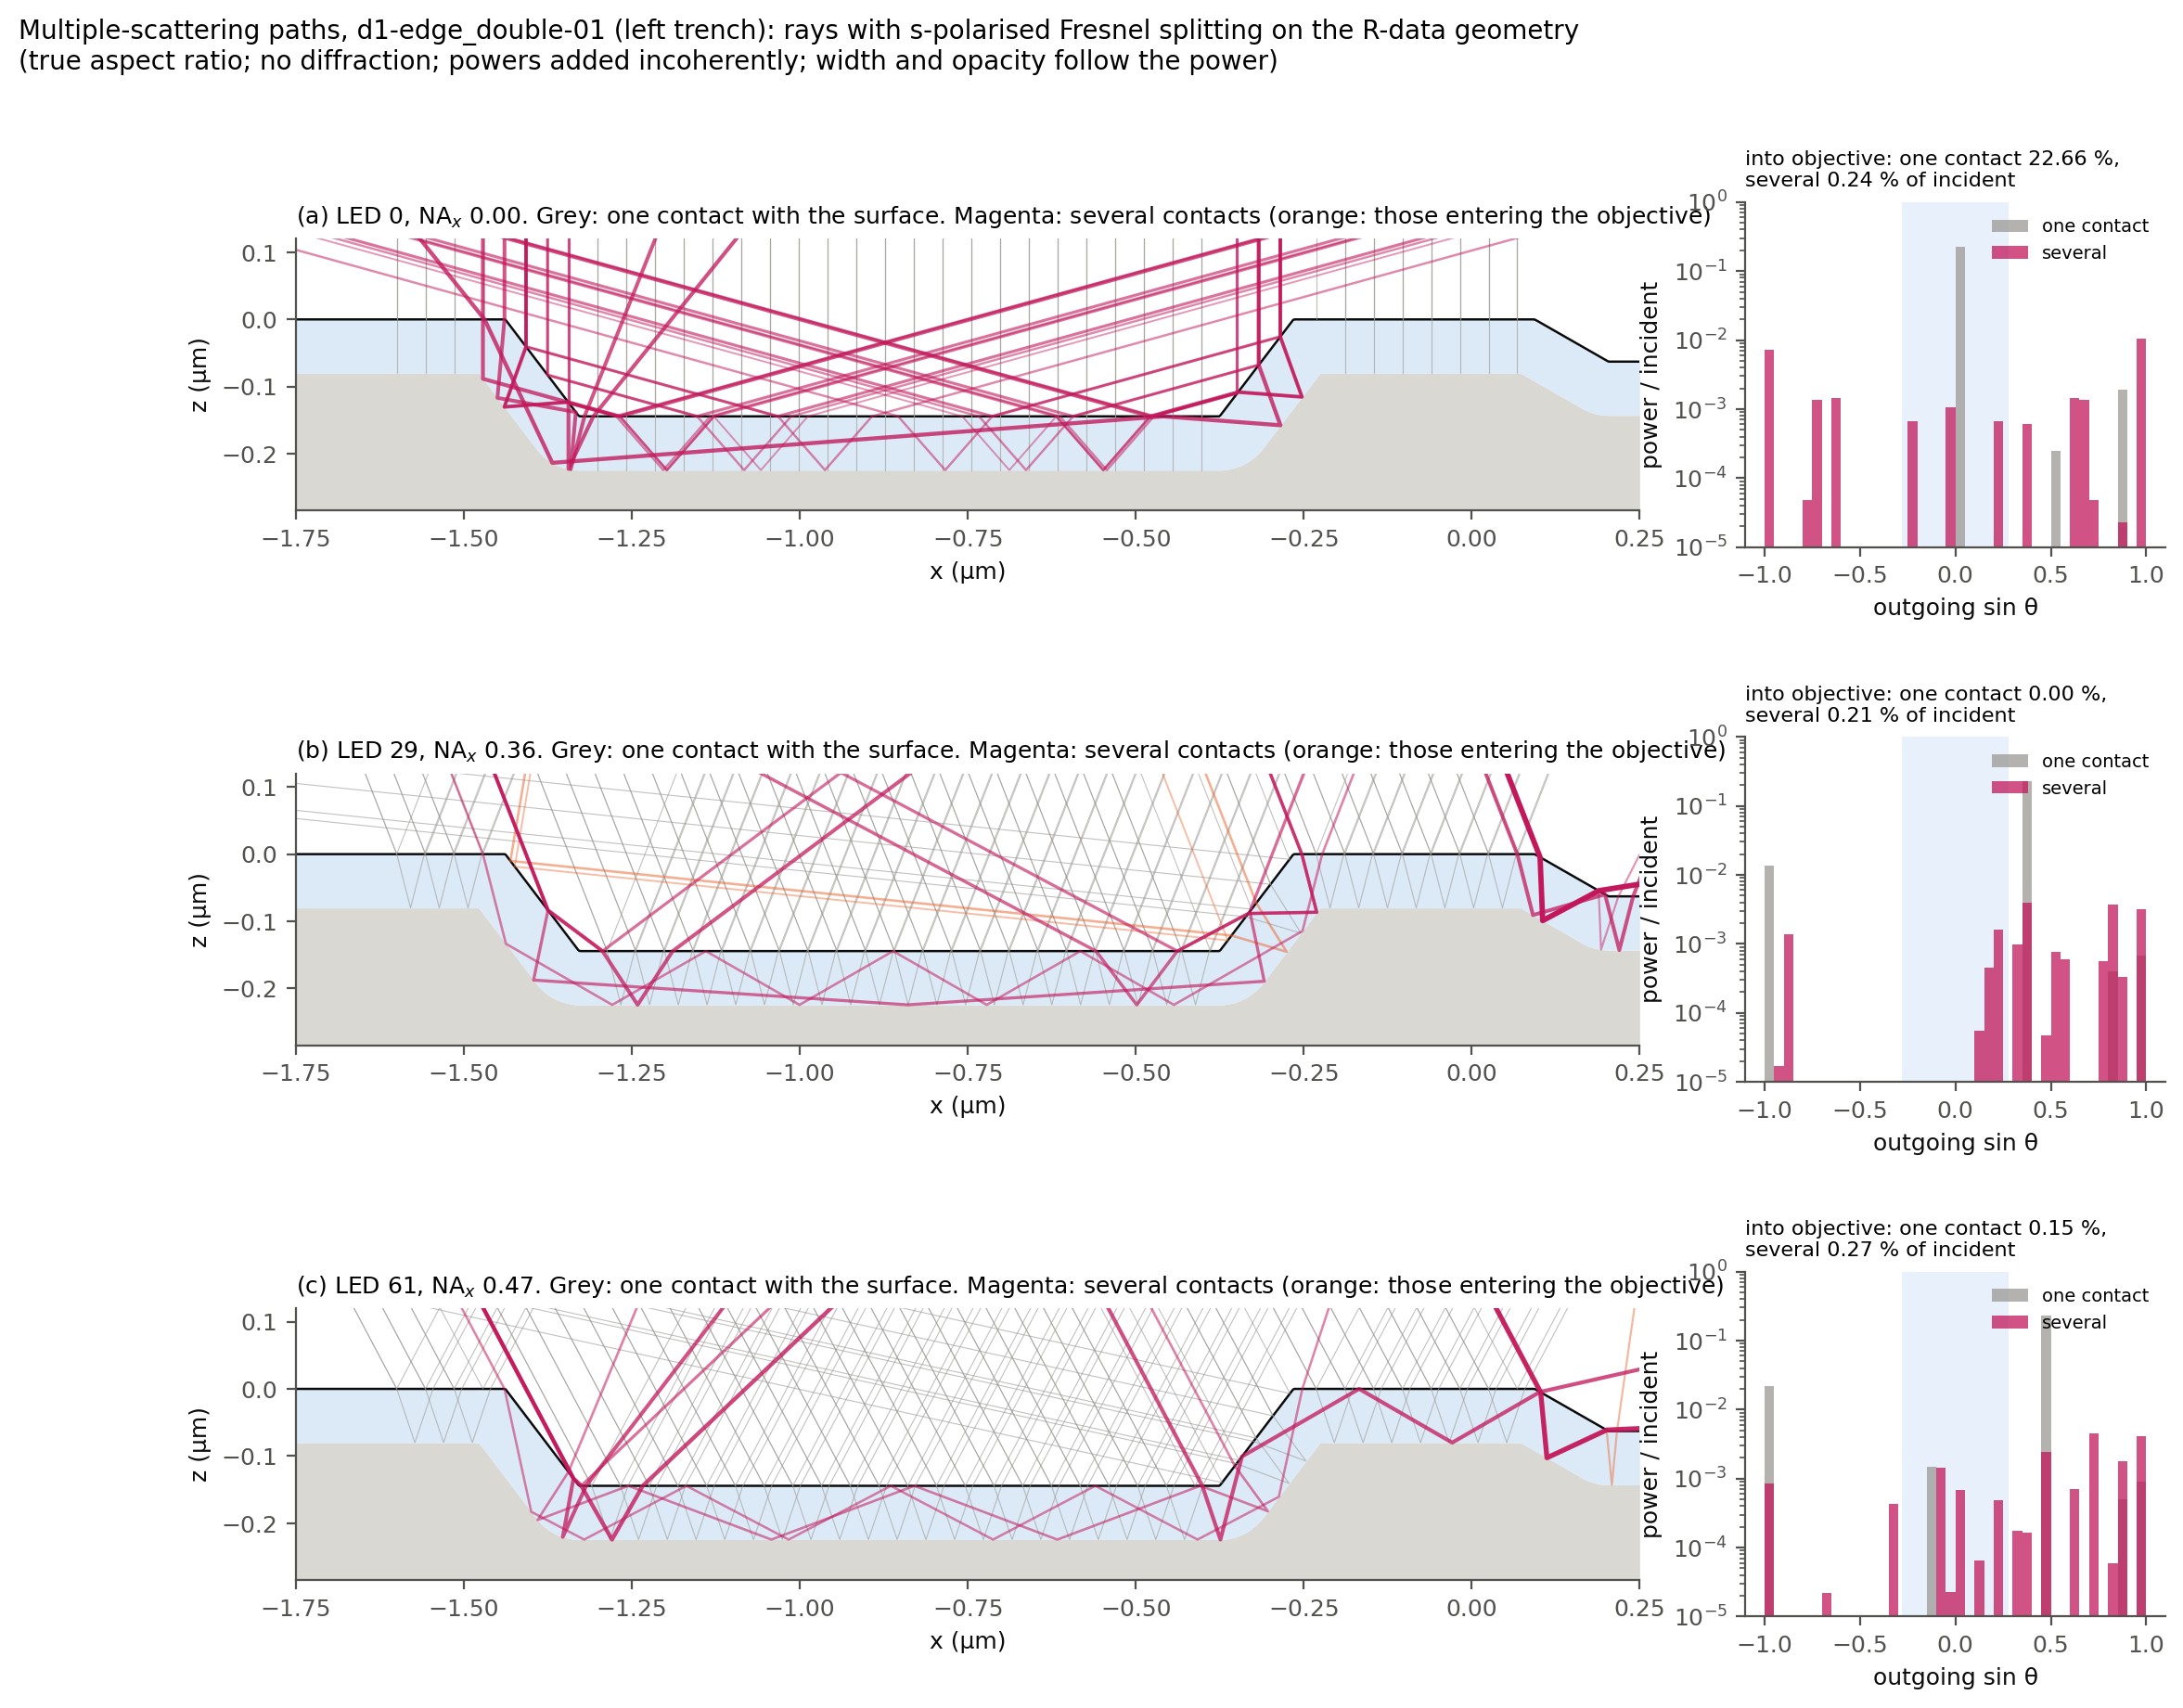 Multiple-scattering paths, d1-edge_double-01 (left trench): rays with s-polarised Fresnel splitting on the R-data geometry
(true aspect ratio; no diffraction; powers added incoherently; width and opacity follow the power)
(a) LED 0, NAx 0.00. Grey: one contact with the surface. Magenta: several contacts (orange: those entering the objective)
z (µm)
0.1
0.0
−0.1
−0.2
−1.75 −1.50 −1.25 −1.00 −0.75 −0.50 −0.25 0.00 0.25
x (µm)
into objective: one contact 22.66 %,
several 0.24 % of incident
power / incident
10^0
10^−1
10^−2
10^−3
10^−4
10^−5
one contact
several
−1.0 −0.5 0.0 0.5 1.0
outgoing sin θ
(b) LED 29, NAx 0.36. Grey: one contact with the surface. Magenta: several contacts (orange: those entering the objective)
z (µm)
0.1
0.0
−0.1
−0.2
−1.75 −1.50 −1.25 −1.00 −0.75 −0.50 −0.25 0.00 0.25
x (µm)
into objective: one contact 0.00 %,
several 0.21 % of incident
power / incident
10^0
10^−1
10^−2
10^−3
10^−4
10^−5
one contact
several
−1.0 −0.5 0.0 0.5 1.0
outgoing sin θ
(c) LED 61, NAx 0.47. Grey: one contact with the surface. Magenta: several contacts (orange: those entering the objective)
z (µm)
0.1
0.0
−0.1
−0.2
−1.75 −1.50 −1.25 −1.00 −0.75 −0.50 −0.25 0.00 0.25
x (µm)
into objective: one contact 0.15 %,
several 0.27 % of incident
power / incident
10^0
10^−1
10^−2
10^−3
10^−4
10^−5
one contact
several
−1.0 −0.5 0.0 0.5 1.0
outgoing sin θ